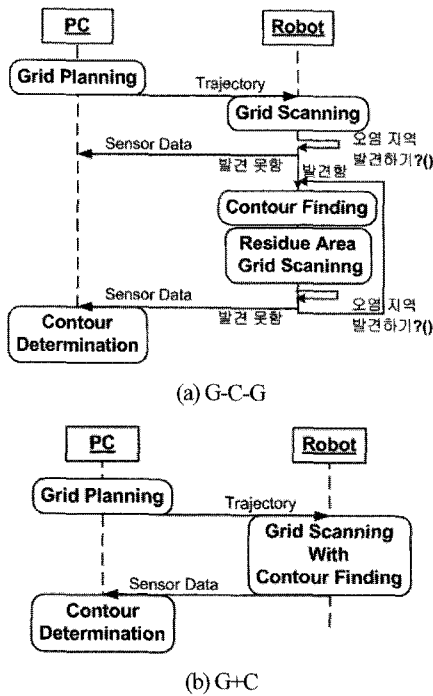 PC
Robot
Grid Planning
Trajectory
Grid Scanning
오염 지역
발견하기?()
Sensor Data
발견 못함
발견함
Contour Finding
Residue Area
Grid Scaninng
Sensor Data
발견 못함
오염 지역
발견하기?()
Contour
Determination
(a) G-C-G
PC
Robot
Grid Planning
Trajectory
Grid Scanning
With
Contour Finding
Sensor Data
Contour
Determination
(b) G+C